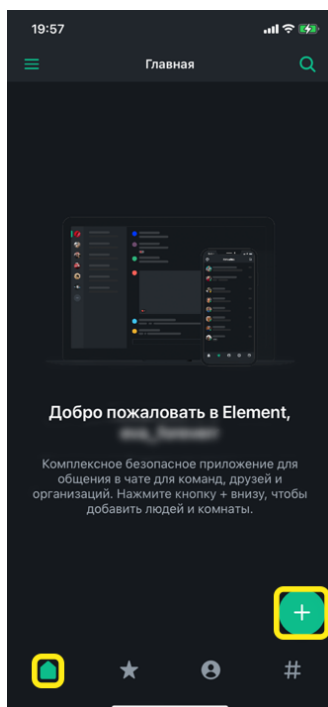 19:57
Главная
Добро пожаловать в Element,
Комплексное безопасное приложение для
общения в чате для команд, друзей и
организаций. Нажмите кнопку + внизу, чтобы
добавить людей и комнаты.